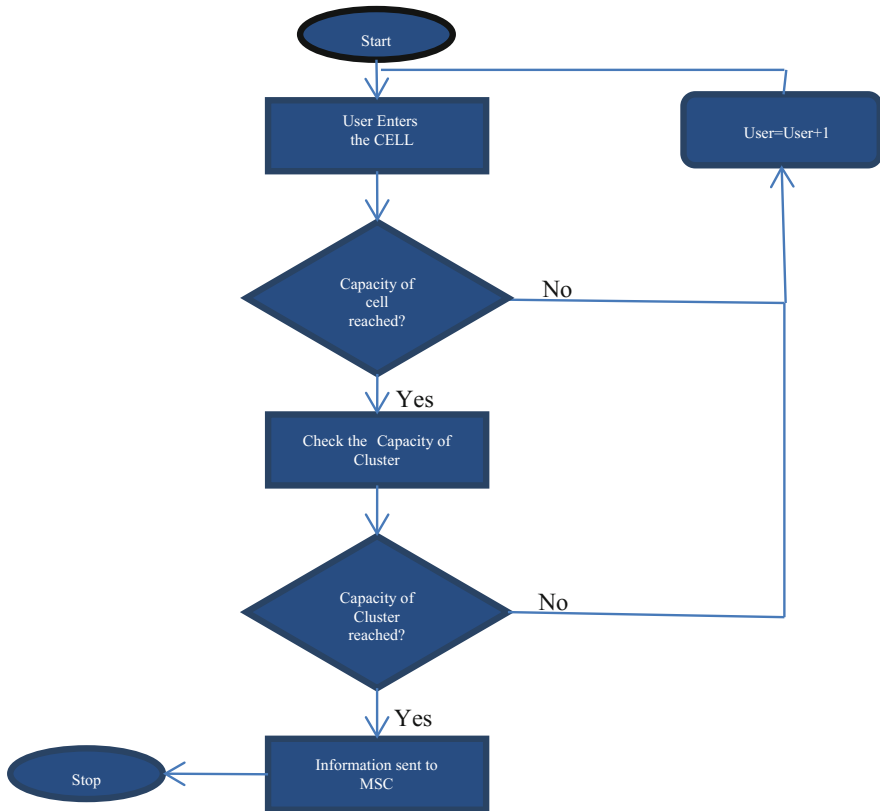 Start
User Enters
the CELL
User=User+1
Capacity of
cell
reached?
No
Yes
Check the Capacity of
Cluster
Capacity of
Cluster
reached?
No
Yes
Information sent to
MSC
Stop